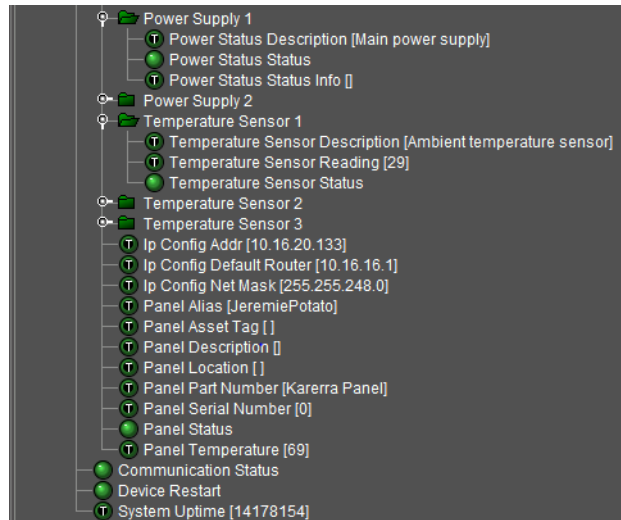 Power Supply 1
T Power Status Description [Main power supply]
Power Status Status
T Power Status Status Info []
Power Supply 2
Temperature Sensor 1
T Temperature Sensor Description [Ambient temperature sensor]
T Temperature Sensor Reading [29]
Temperature Sensor Status
Temperature Sensor 2
Temperature Sensor 3
T Ip Config Addr [10.16.20.133]
T Ip Config Default Router [10.16.16.1]
T Ip Config Net Mask [255.255.248.0]
T Panel Alias [JeremiePotato]
T Panel Asset Tag [ ]
T Panel Description []
T Panel Location [ ]
T Panel Part Number [Karerra Panel]
T Panel Serial Number [0]
Panel Status
T Panel Temperature [69]
Communication Status
Device Restart
T System Uptime [14178154]